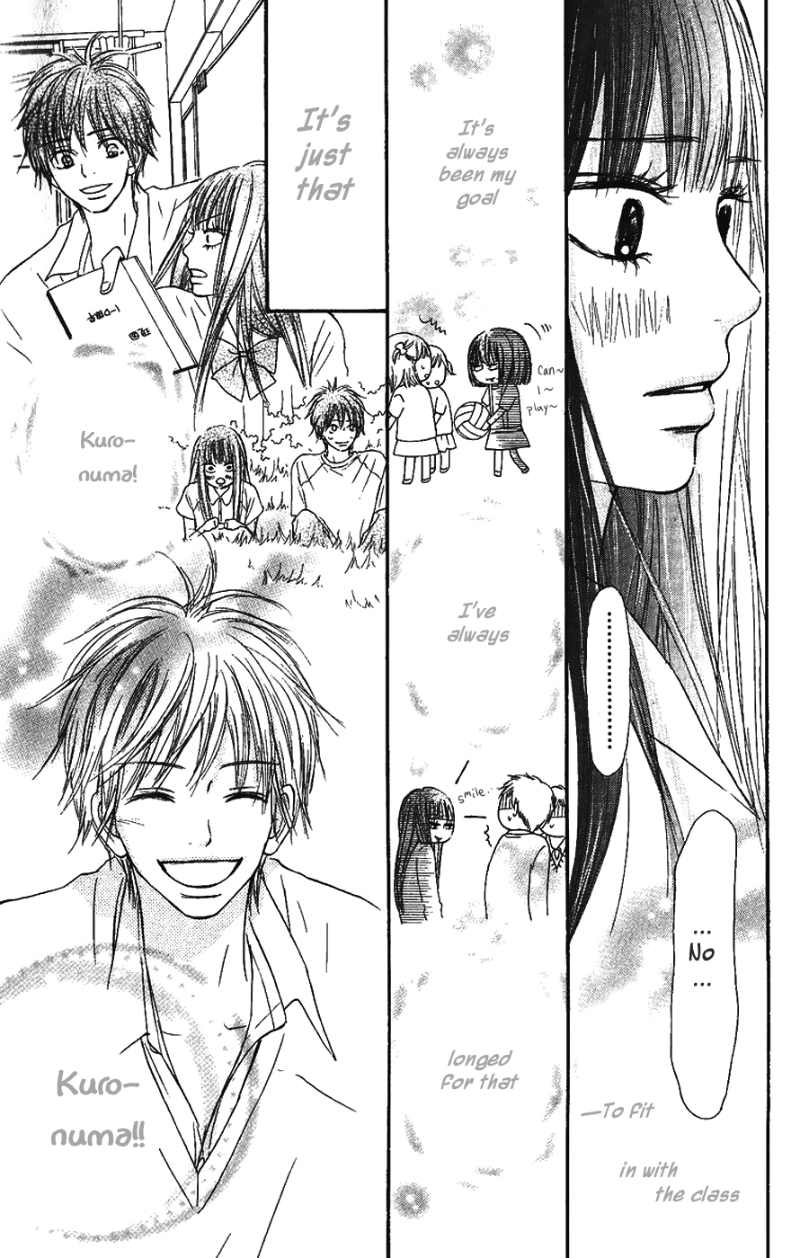 ............
...
No
...
—To fit
in with
the class
It's
always
been my
goal
Can~
I~
play~
I've
always
smile..
longed
for that
It's
just
that
Kuro-
numa!
Kuro-
numa!!